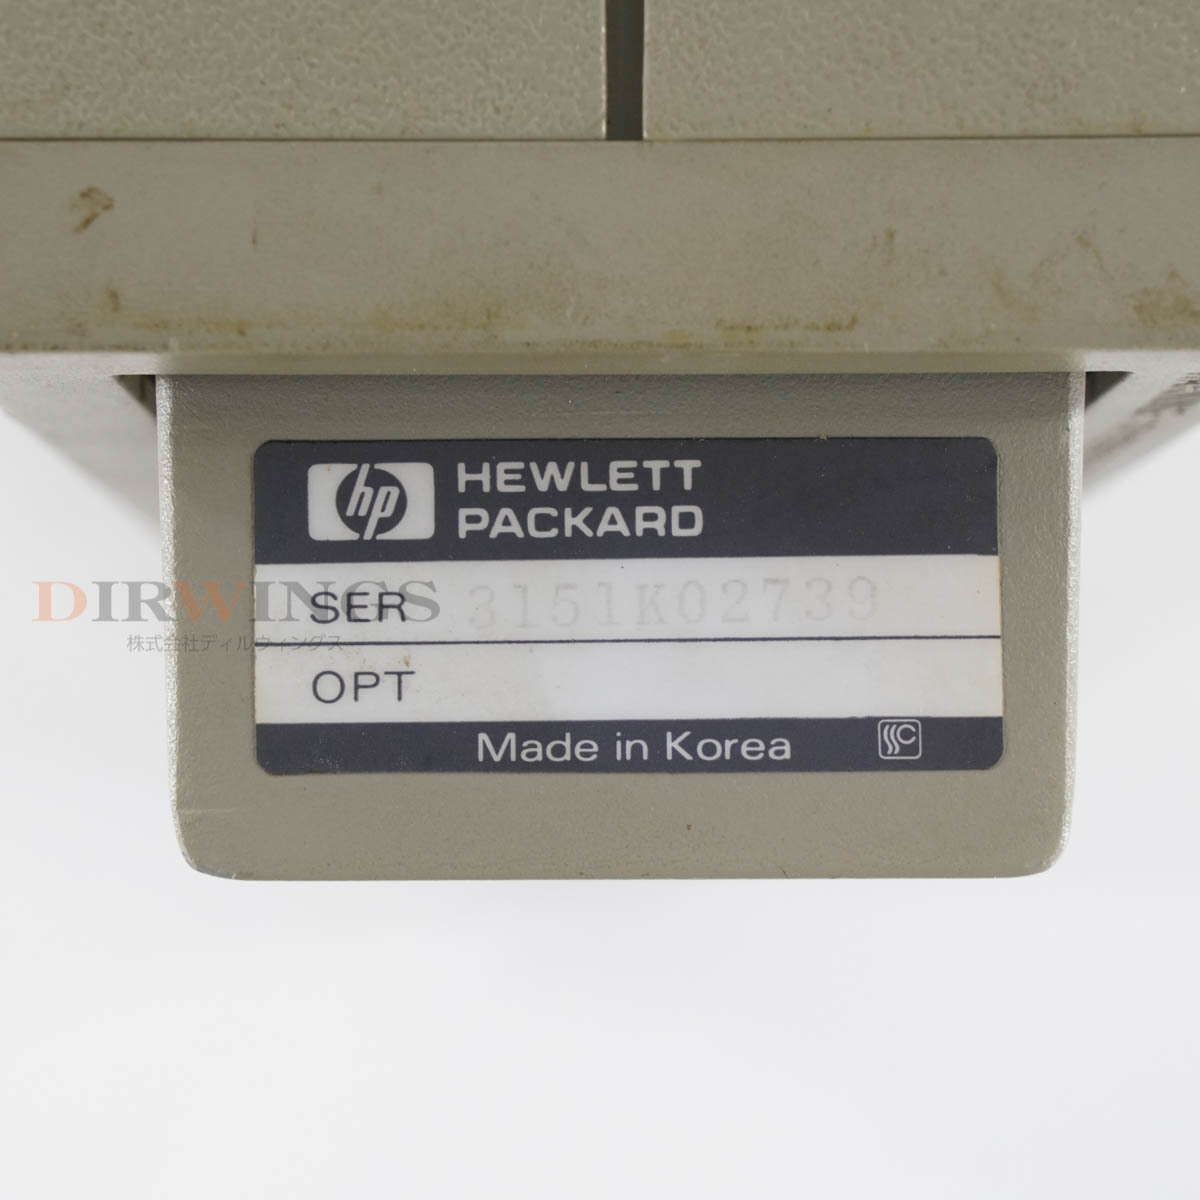 hp HEWLETT
PACKARD
SER 3151K02739
DIRWINGS
株式会社ディルウィングス
OPT
Made in Korea